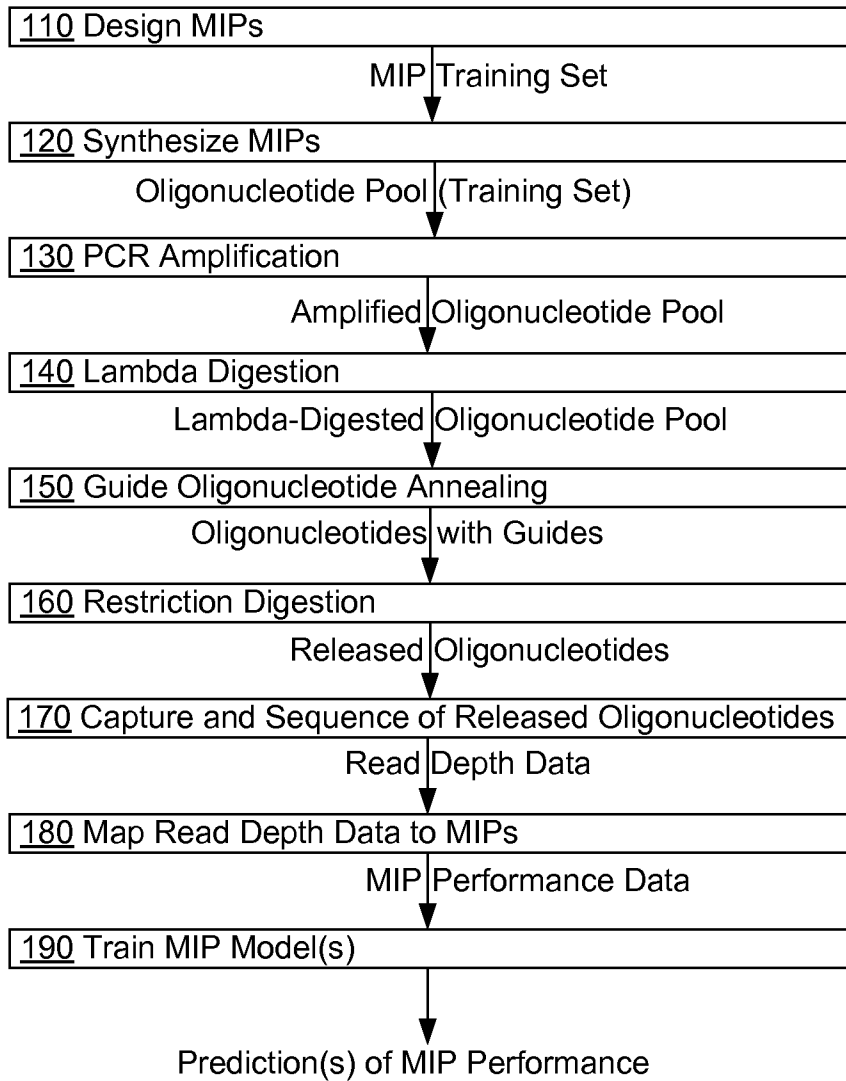 110 Design MIPs
MIP Training Set
120 Synthesize MIPs
Oligonucleotide Pool (Training Set)
130 PCR Amplification
Amplified Oligonucleotide Pool
140 Lambda Digestion
Lambda-Digested Oligonucleotide Pool
150 Guide Oligonucleotide Annealing
Oligonucleotides with Guides
160 Restriction Digestion
Released Oligonucleotides
170 Capture and Sequence of Released Oligonucleotides
Read Depth Data
180 Map Read Depth Data to MIPs
MIP Performance Data
190 Train MIP Model(s)
Prediction(s) of MIP Performance